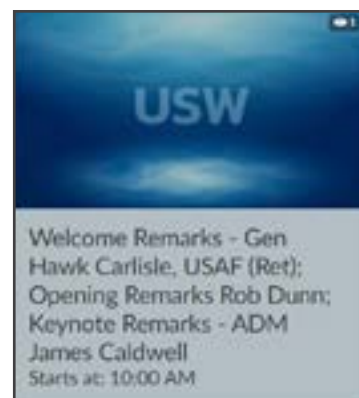 1
USW
Welcome Remarks - Gen
Hawk Carlisle, USAF (Ret);
Opening Remarks Rob Dunn;
Keynote Remarks - ADM
James Caldwell
Starts at: 10:00 AM